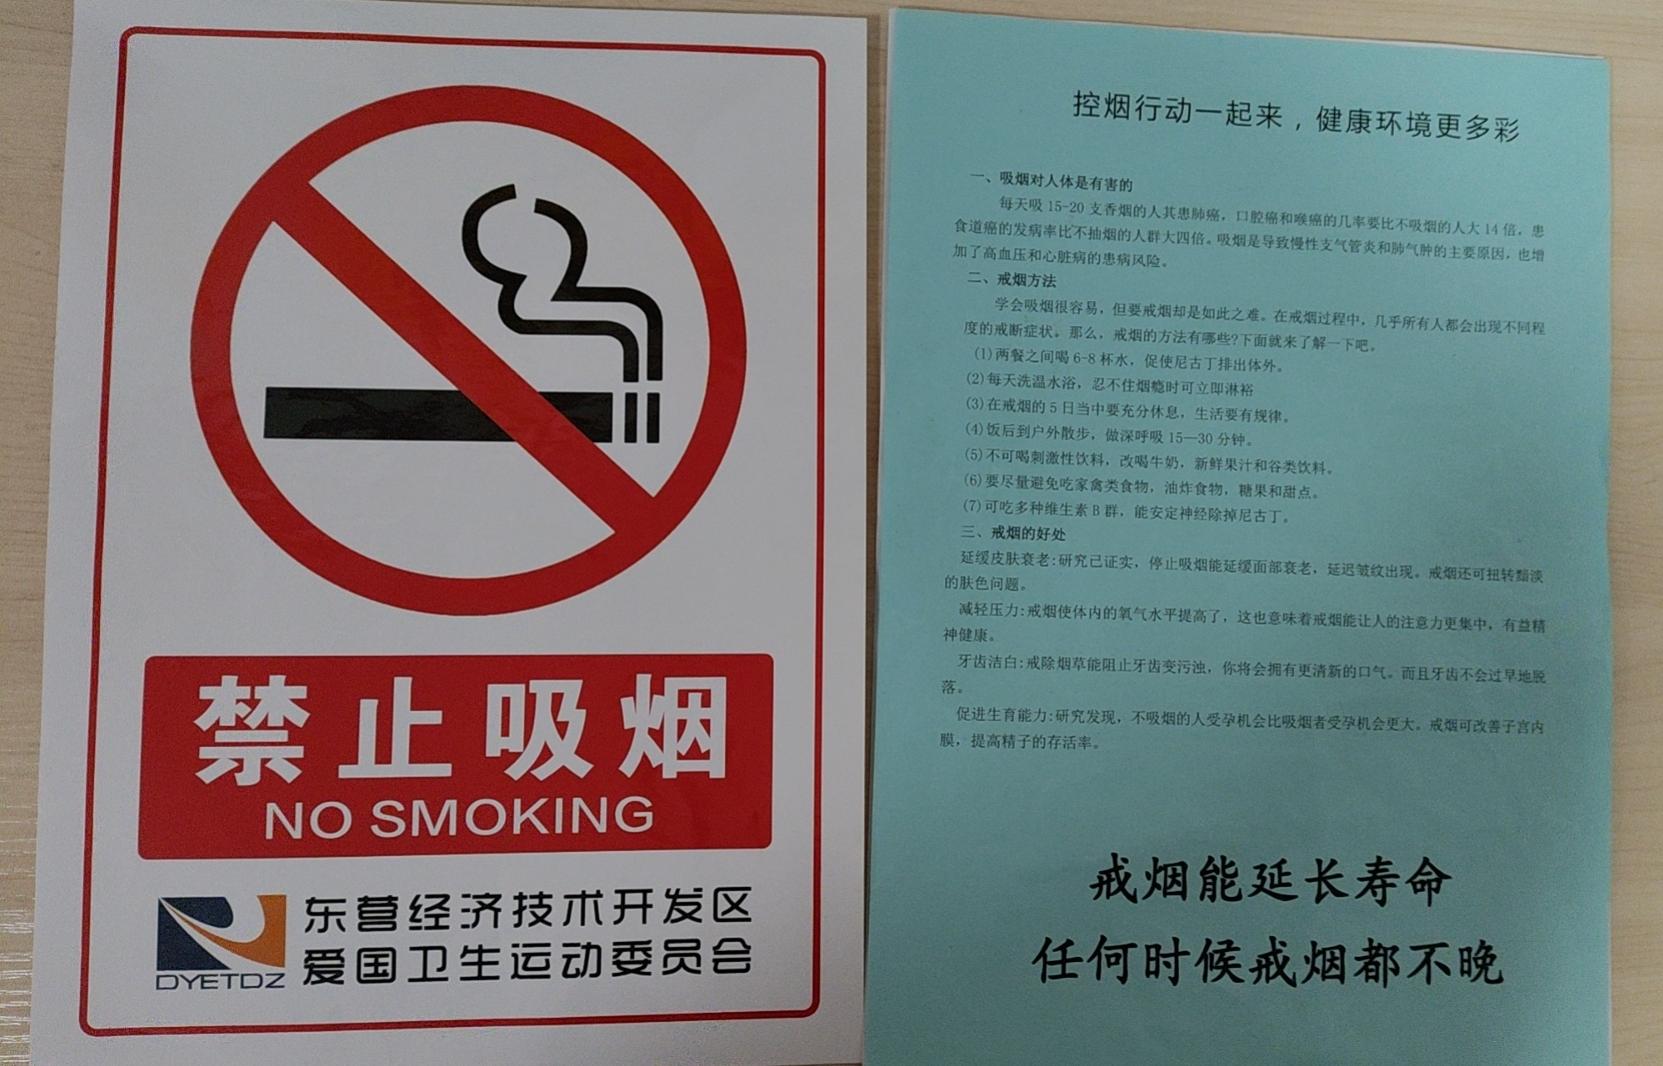 禁止吸烟
NO SMOKING
DYETDZ
东营经济技术开发区
爱国卫生运动委员会
控烟行动一起来，健康环境更多彩
一、吸烟对人体是有害的
每天吸 15-20 支香烟的人其患肺癌，口腔癌和喉癌的几率要比不吸烟的人大 14 倍，患
食道癌的发病率比不抽烟的人群大四倍。吸烟是导致慢性支气管炎和肺气肿的主要原因，也增
加了高血压和心脏病的患病风险。
二、戒烟方法
学会吸烟很容易，但要戒烟却是如此之难。在戒烟过程中，几乎所有人都会出现不同程
度的戒断症状。那么，戒烟的方法有哪些?下面就来了解一下吧。
(1)两餐之间喝 6-8 杯水，促使尼古丁排出体外。
(2)每天洗温水浴，忍不住烟瘾时可立即淋裕
(3)在戒烟的 5 日当中要充分休息，生活要有规律。
(4)饭后到户外散步，做深呼吸 15—30 分钟。
(5)不可喝刺激性饮料，改喝牛奶，新鲜果汁和谷类饮料。
(6)要尽量避免吃家禽类食物，油炸食物，糖果和甜点。
(7)可吃多种维生素 B 群，能安定神经除掉尼古丁。
三、戒烟的好处
延缓皮肤衰老:研究已证实，停止吸烟能延缓面部衰老，延迟皱纹出现。戒烟还可扭转黯淡
的肤色问题。
减轻压力:戒烟使体内的氧气水平提高了，这也意味着戒烟能让人的注意力更集中，有益精
神健康。
牙齿洁白:戒除烟草能阻止牙齿变污浊，你将会拥有更清新的口气。而且牙齿不会过早地脱
落。
促进生育能力:研究发现，不吸烟的人受孕机会比吸烟者受孕机会更大。戒烟可改善子宫内
膜，提高精子的存活率。
戒烟能延长寿命
任何时候戒烟都不晚